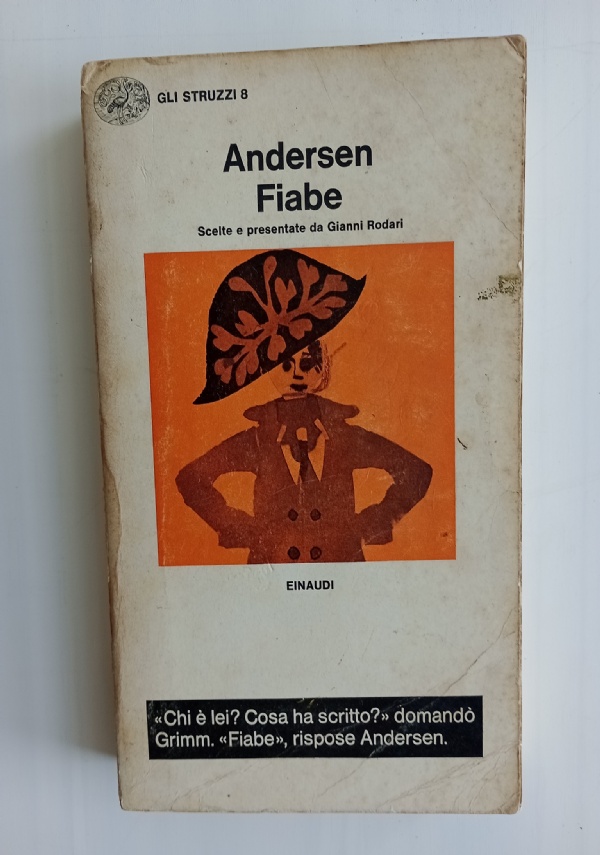 GLI STRUZZI 8
Andersen
Fiabe
Scelte e presentate da Gianni Rodari
EINAUDI
«Chi è lei? Cosa ha scritto?» domandò
Grimm. «Fiabe», rispose Andersen.